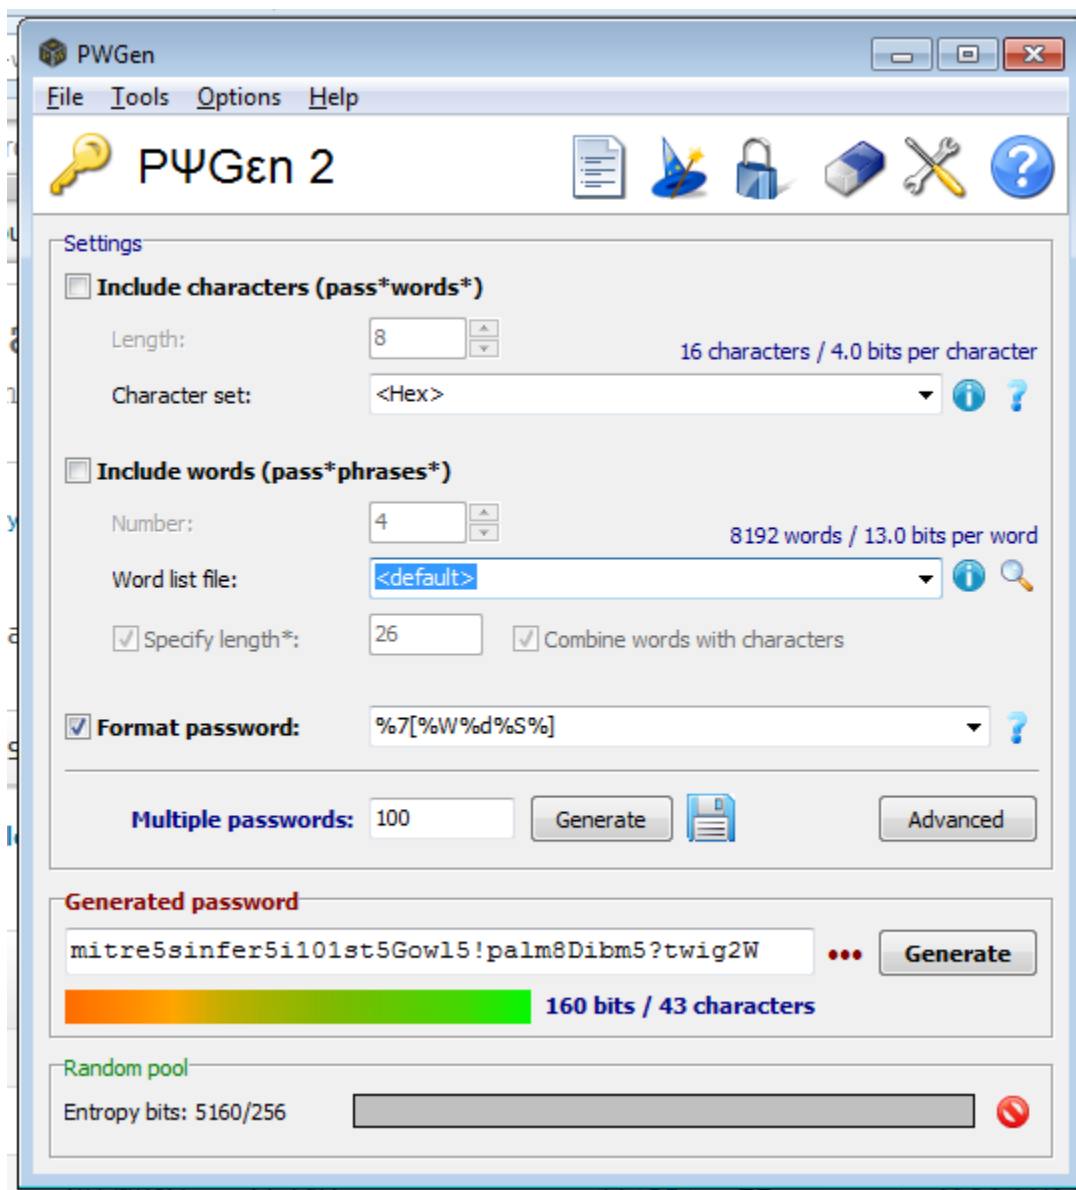 PWGen
File Tools Options Help
PΨGεn 2
Settings
Include characters (pass*words*)
Length: 8
16 characters / 4.0 bits per character
Character set: <Hex>
Include words (pass*phrases*)
Number: 4
8192 words / 13.0 bits per word
Word list file: <default>
Specify length*: 26 Combine words with characters
Format password: %7[%W%d%S%]
Multiple passwords: 100 Generate Advanced
Generated password
mitre5sinfer5i101st5Gowl5!palm8Dibm5?twig2W Generate
160 bits / 43 characters
Random pool
Entropy bits: 5160/256